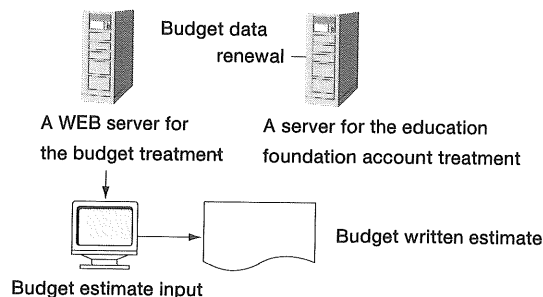 Budget data
renewal
A WEB server for
the budget treatment
A server for the education
foundation account treatment
Budget written estimate
Budget estimate input